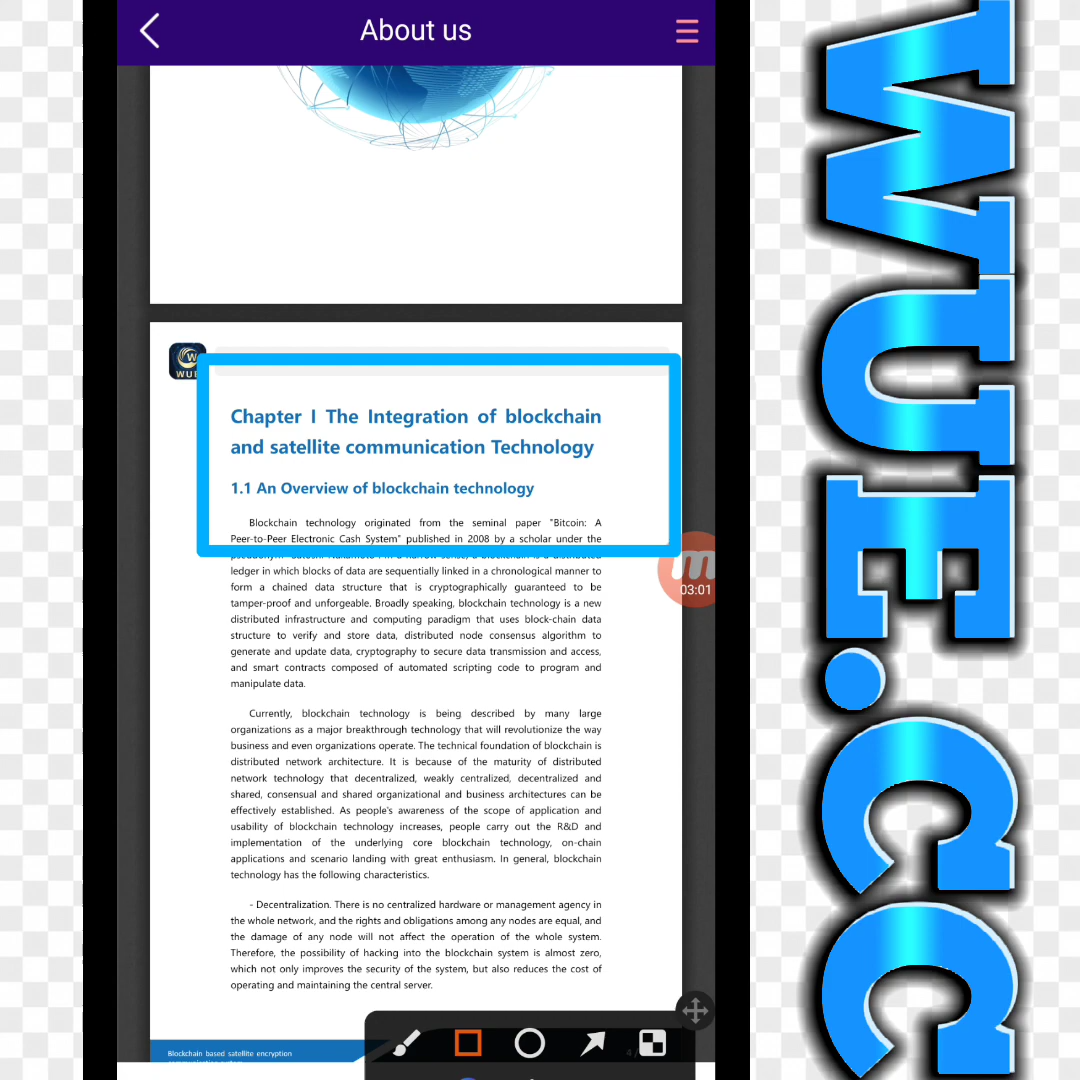 About us
WUE
Chapter I The Integration of blockchain
and satellite communication Technology
1.1 An Overview of blockchain technology
Blockchain technology originated from the seminal paper "Bitcoin: A
Peer-to-Peer Electronic Cash System" published in 2008 by a scholar under the
ledger in which blocks of data are sequentially linked in a chronological manner to
form a chained data structure that is cryptographically guaranteed to be
tamper-proof and unforgeable. Broadly speaking, blockchain technology is a new
distributed infrastructure and computing paradigm that uses block-chain data
structure to verify and store data, distributed node consensus algorithm to
generate and update data, cryptography to secure data transmission and access,
and smart contracts composed of automated scripting code to program and
manipulate data.
Currently, blockchain technology is being described by many large
organizations as a major breakthrough technology that will revolutionize the way
business and even organizations operate. The technical foundation of blockchain is
distributed network architecture. It is because of the maturity of distributed
network technology that decentralized, weakly centralized, decentralized and
shared, consensual and shared organizational and business architectures can be
effectively established. As people's awareness of the scope of application and
usability of blockchain technology increases, people carry out the R&D and
implementation of the underlying core blockchain technology, on-chain
applications and scenario landing with great enthusiasm. In general, blockchain
technology has the following characteristics.
- Decentralization. There is no centralized hardware or management agency in
the whole network, and the rights and obligations among any nodes are equal, and
the damage of any node will not affect the operation of the whole system.
Therefore, the possibility of hacking into the blockchain system is almost zero,
which not only improves the security of the system, but also reduces the cost of
operating and maintaining the central server.
Blockchain based satellite encryption
03:01
WUE.CC